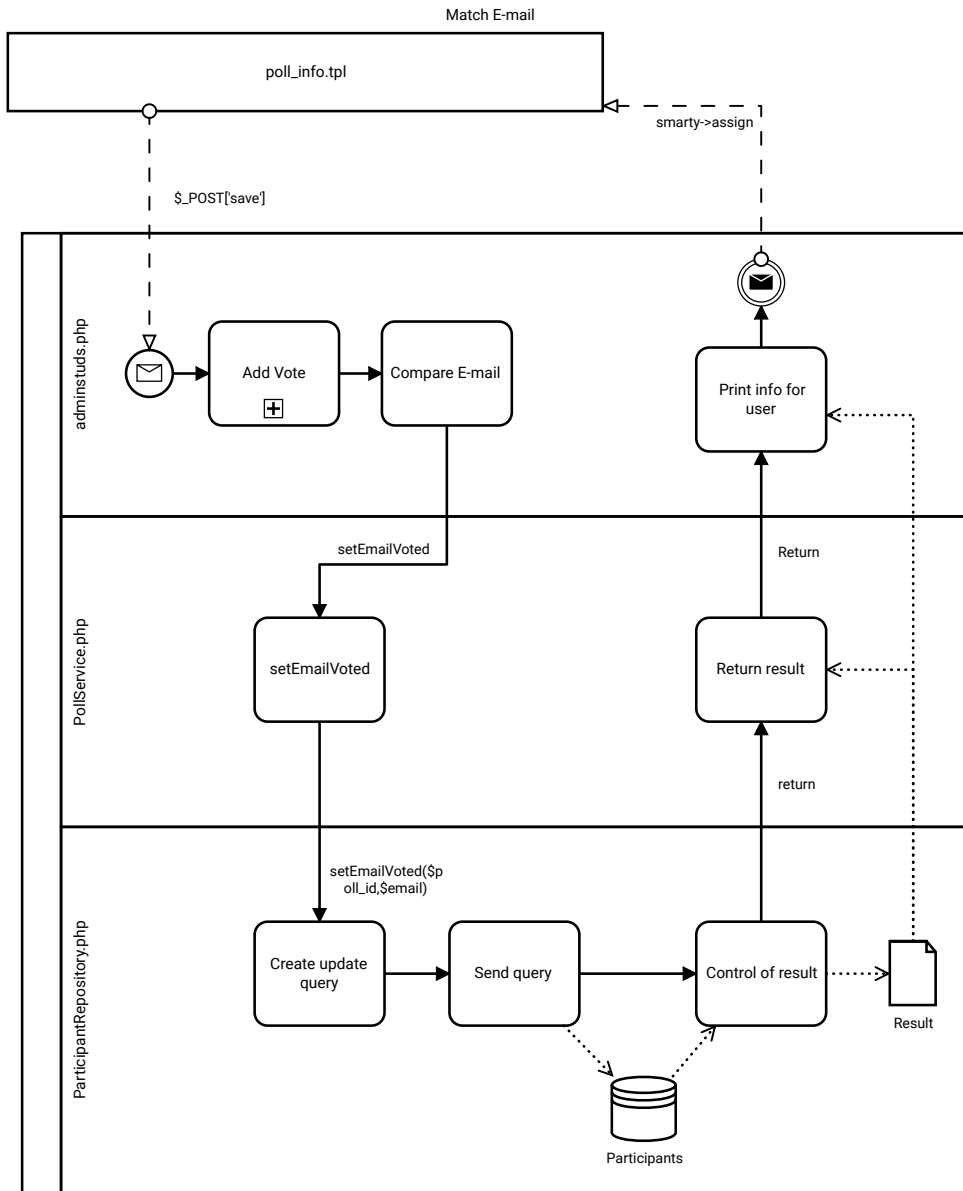 Match E-mail
poll_info.tpl
smarty->assign
$_POST['save']
adminstuds.php
Add Vote
Compare E-mail
Print info for
user
PollService.php
setEmailVoted
Return
setEmailVoted
Return result
return
ParticipantRepository.php
setEmailVoted($p
oll_id,$email)
Create update
query
Send query
Control of result
Result
Participants